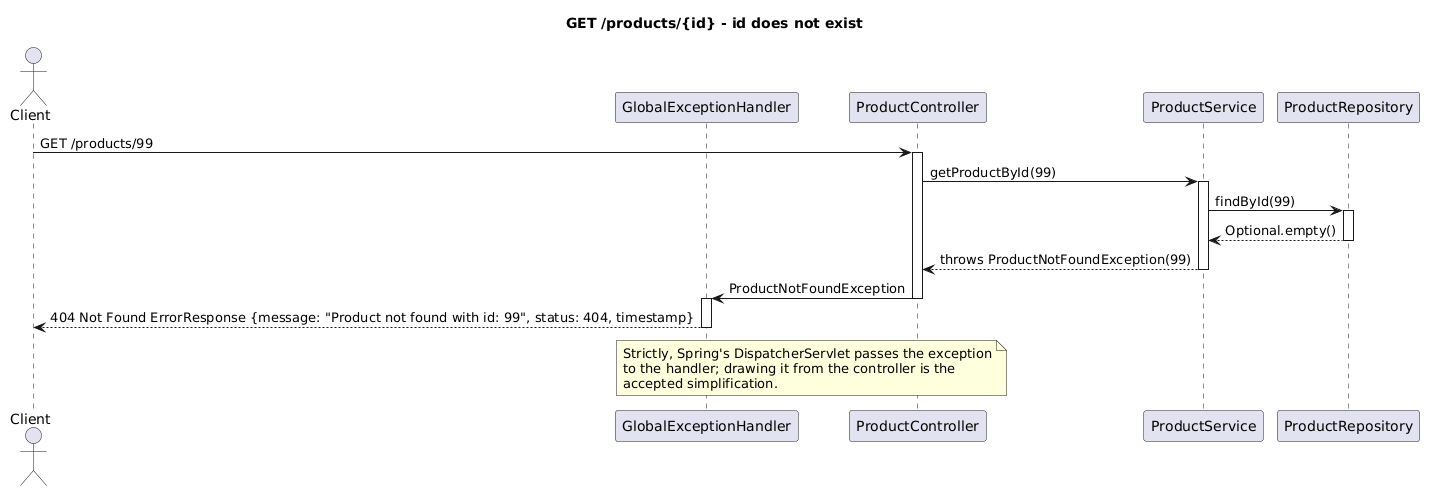 GET /products/{id} - id does not exist
Client
GlobalExceptionHandler
ProductController
ProductService
ProductRepository
GET /products/99
getProductById(99)
findById(99)
Optional.empty()
throws ProductNotFoundException(99)
ProductNotFoundException
404 Not Found ErrorResponse {message: "Product not found with id: 99", status: 404, timestamp}
Strictly, Spring's DispatcherServlet passes the exception
to the handler; drawing it from the controller is the
accepted simplification.
Client
GlobalExceptionHandler
ProductController
ProductService
ProductRepository